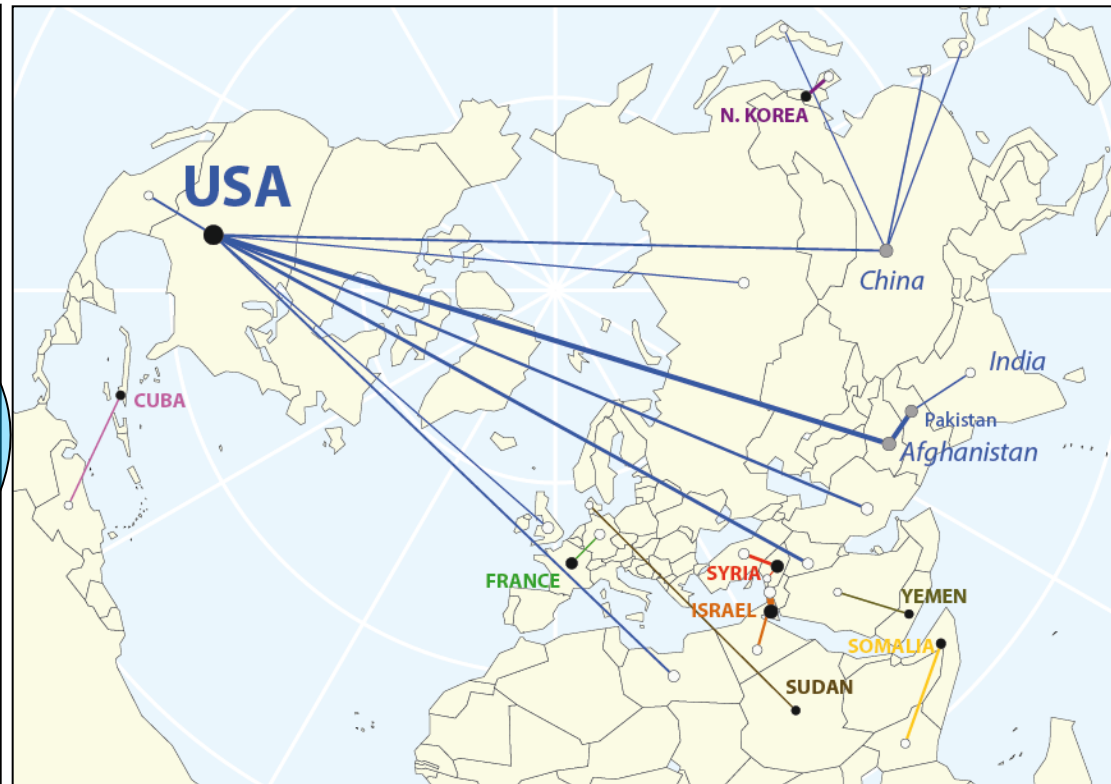 N. KOREA
USA
China
India
CUBA
Pakistan
Afghanistan
FRANCE
SYRIA
ISRAEL
YEMEN
SOMALIA
SUDAN